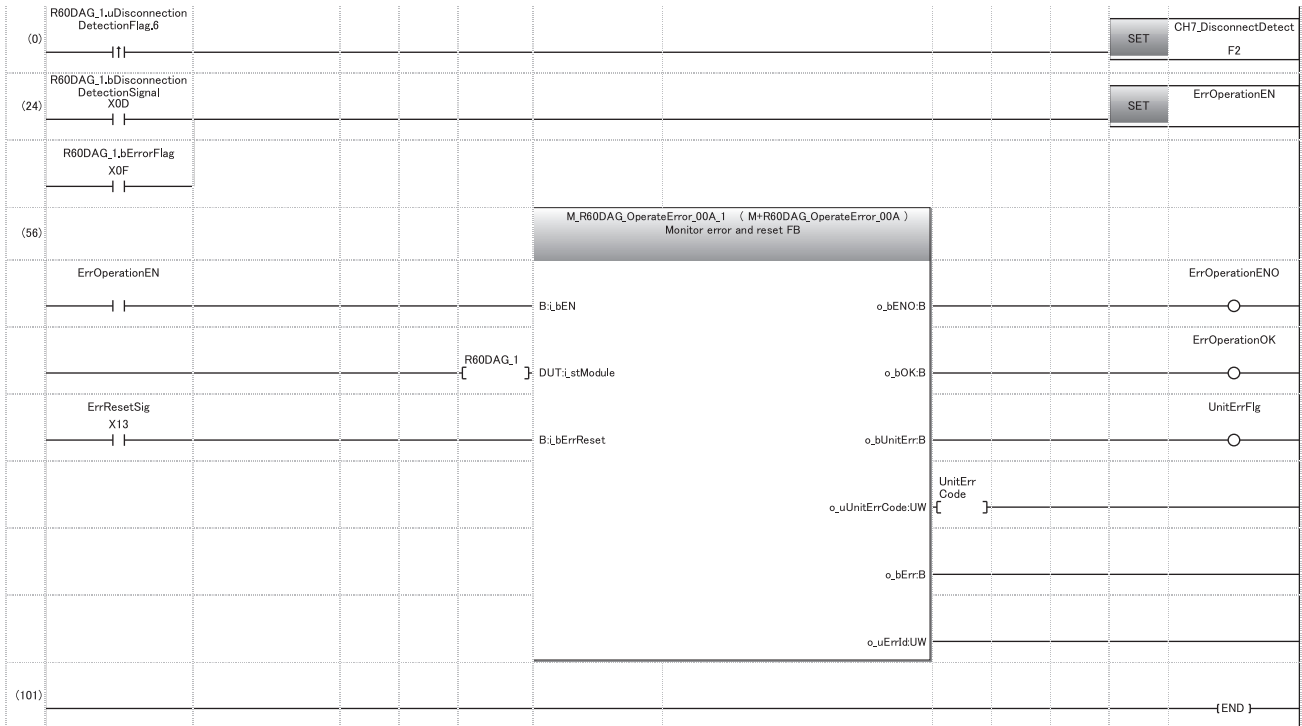 R60DAG_1.uDisconnection
DetectionFlag.6
(0)
SET
CH7_DisconnectDetect
F2
R60DAG_1.bDisconnection
DetectionSignal
X0D
(24)
SET
ErrOperationEN
R60DAG_1.bErrorFlag
X0F
(56)
M_R60DAG_OperateError_00A_1 ( M+R60DAG_OperateError_00A )
Monitor error and reset FB
ErrOperationEN
ErrOperationENO
B:i_bEN
o_bENO:B
ErrOperationOK
R60DAG_1
DUT:i_stModule
o_bOK:B
ErrResetSig
X13
UnitErrFlg
B:i_bErrReset
o_bUnitErr:B
UnitErr
Code
o_uUnitErrCode:UW
o_bErr:B
o_uErrId:UW
(101)
[END]